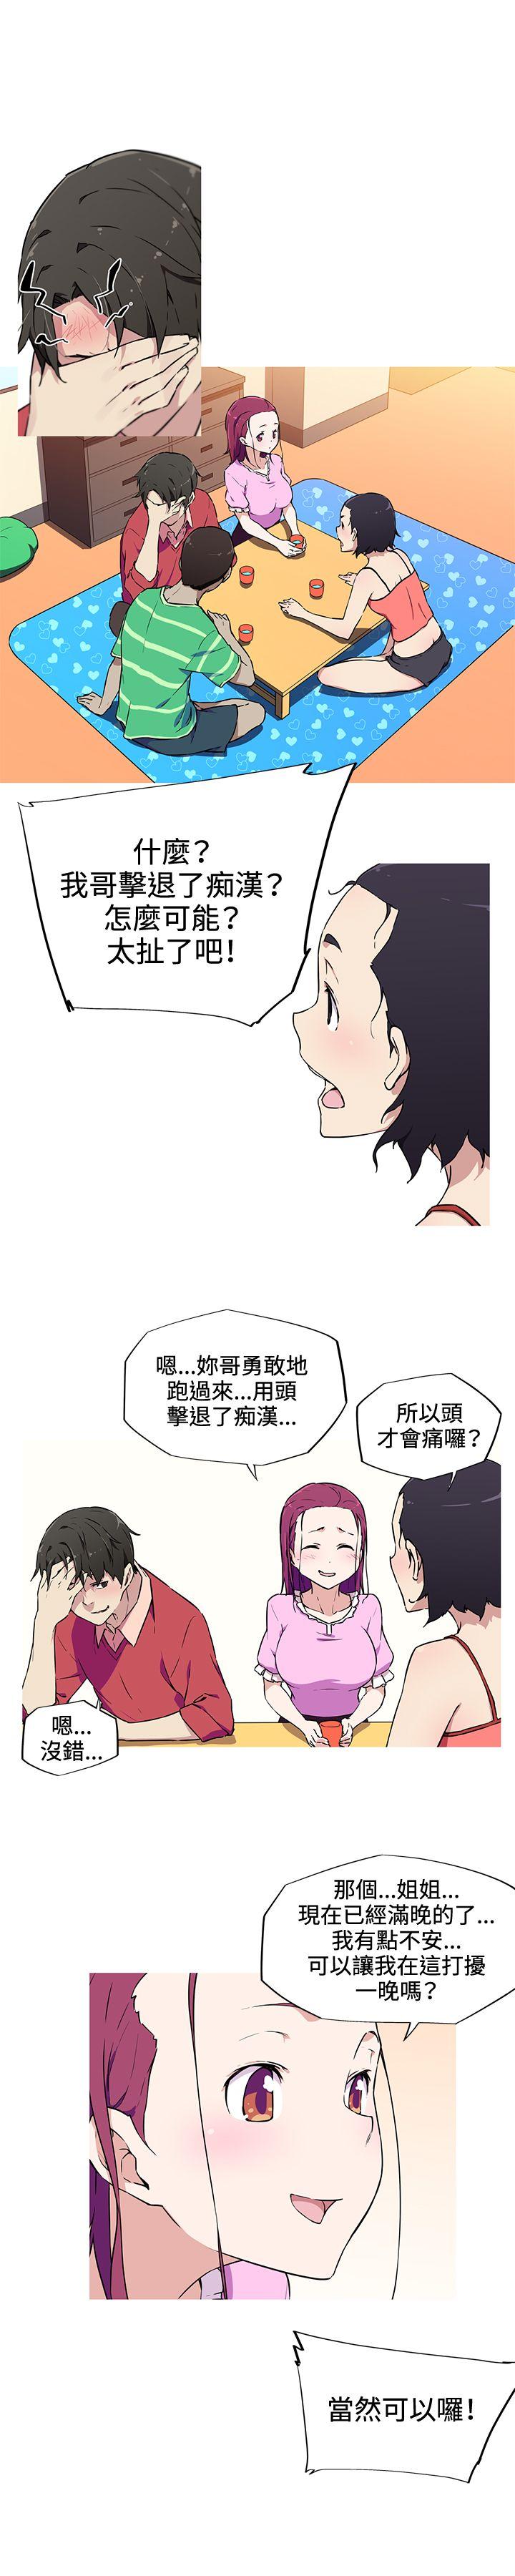 什麼？
我哥擊退了痴漢？
怎麼可能？
太扯了吧！
嗯...妳哥勇敢地
跑過來...用頭
擊退了痴漢...
所以頭
才會痛囉？
嗯...
沒錯...
那個...姐姐...
現在已經滿晚的了...
我有點不安...
可以讓我在這打擾
一晚嗎？
當然可以囉！